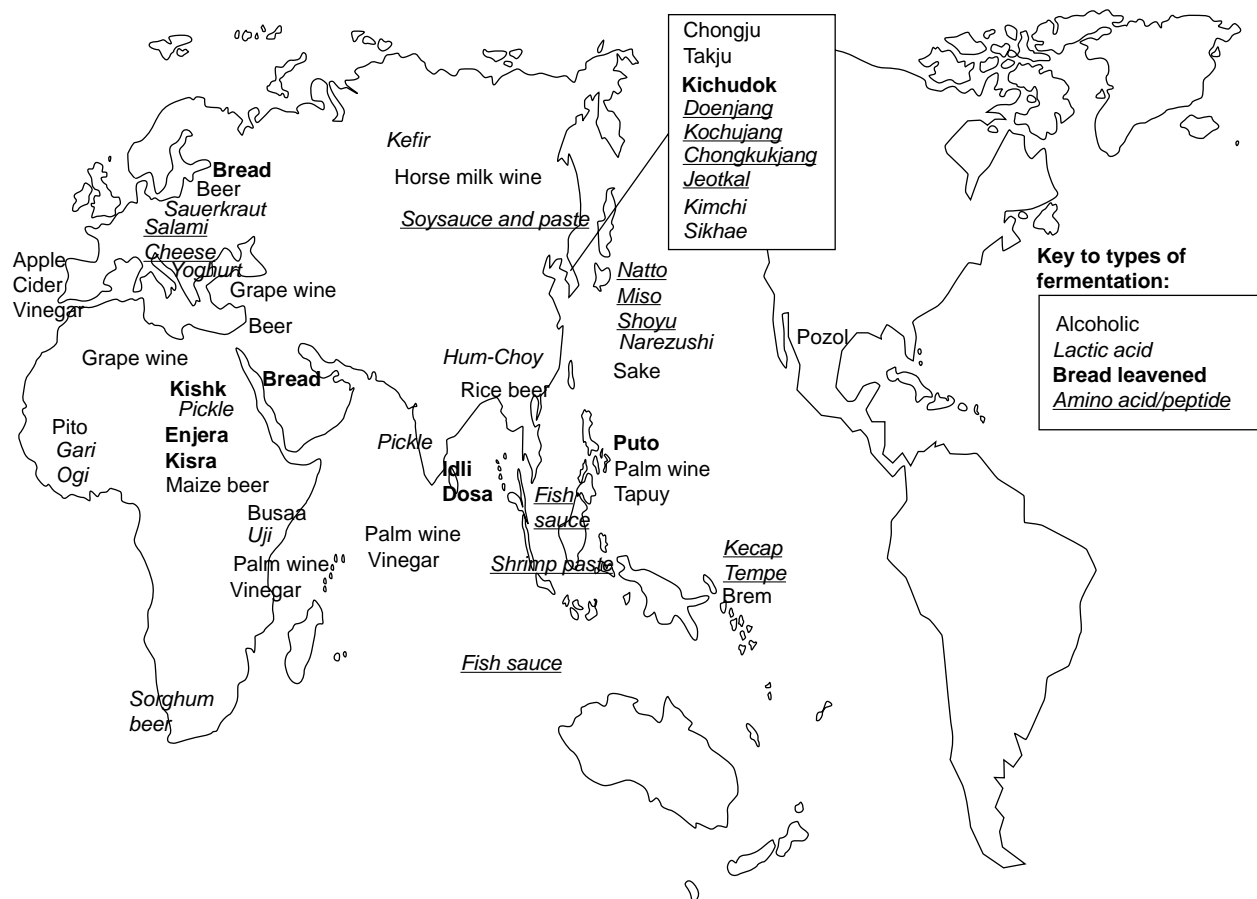 Chongju
Takju
Kichudok
Doenjang
Kochujang
Chongkukjang
Jeotkal
Kimchi
Sikhae
Kefir
Horse milk wine
Soysauce and paste
Bread
Beer
Sauerkraut
Salami
Cheese
Yoghurt
Apple
Cider
Vinegar
Grape wine
Beer
Grape wine
Kishk
Pickle
Enjera
Kisra
Maize beer
Bread
Pito
Gari
Ogi
Busaa
Uji
Palm wine
Vinegar
Sorghum
beer
Pickle
Idli
Dosa
Palm wine
Vinegar
Hum-Choy
Rice beer
Natto
Miso
Shoyu
Narezushi
Sake
Puto
Palm wine
Tapuy
Fish
sauce
Shrimp paste
Kecap
Tempe
Brem
Fish sauce
Pozol
Key to types of
fermentation:
Alcoholic
Lactic acid
Bread leavened
Amino acid/peptide